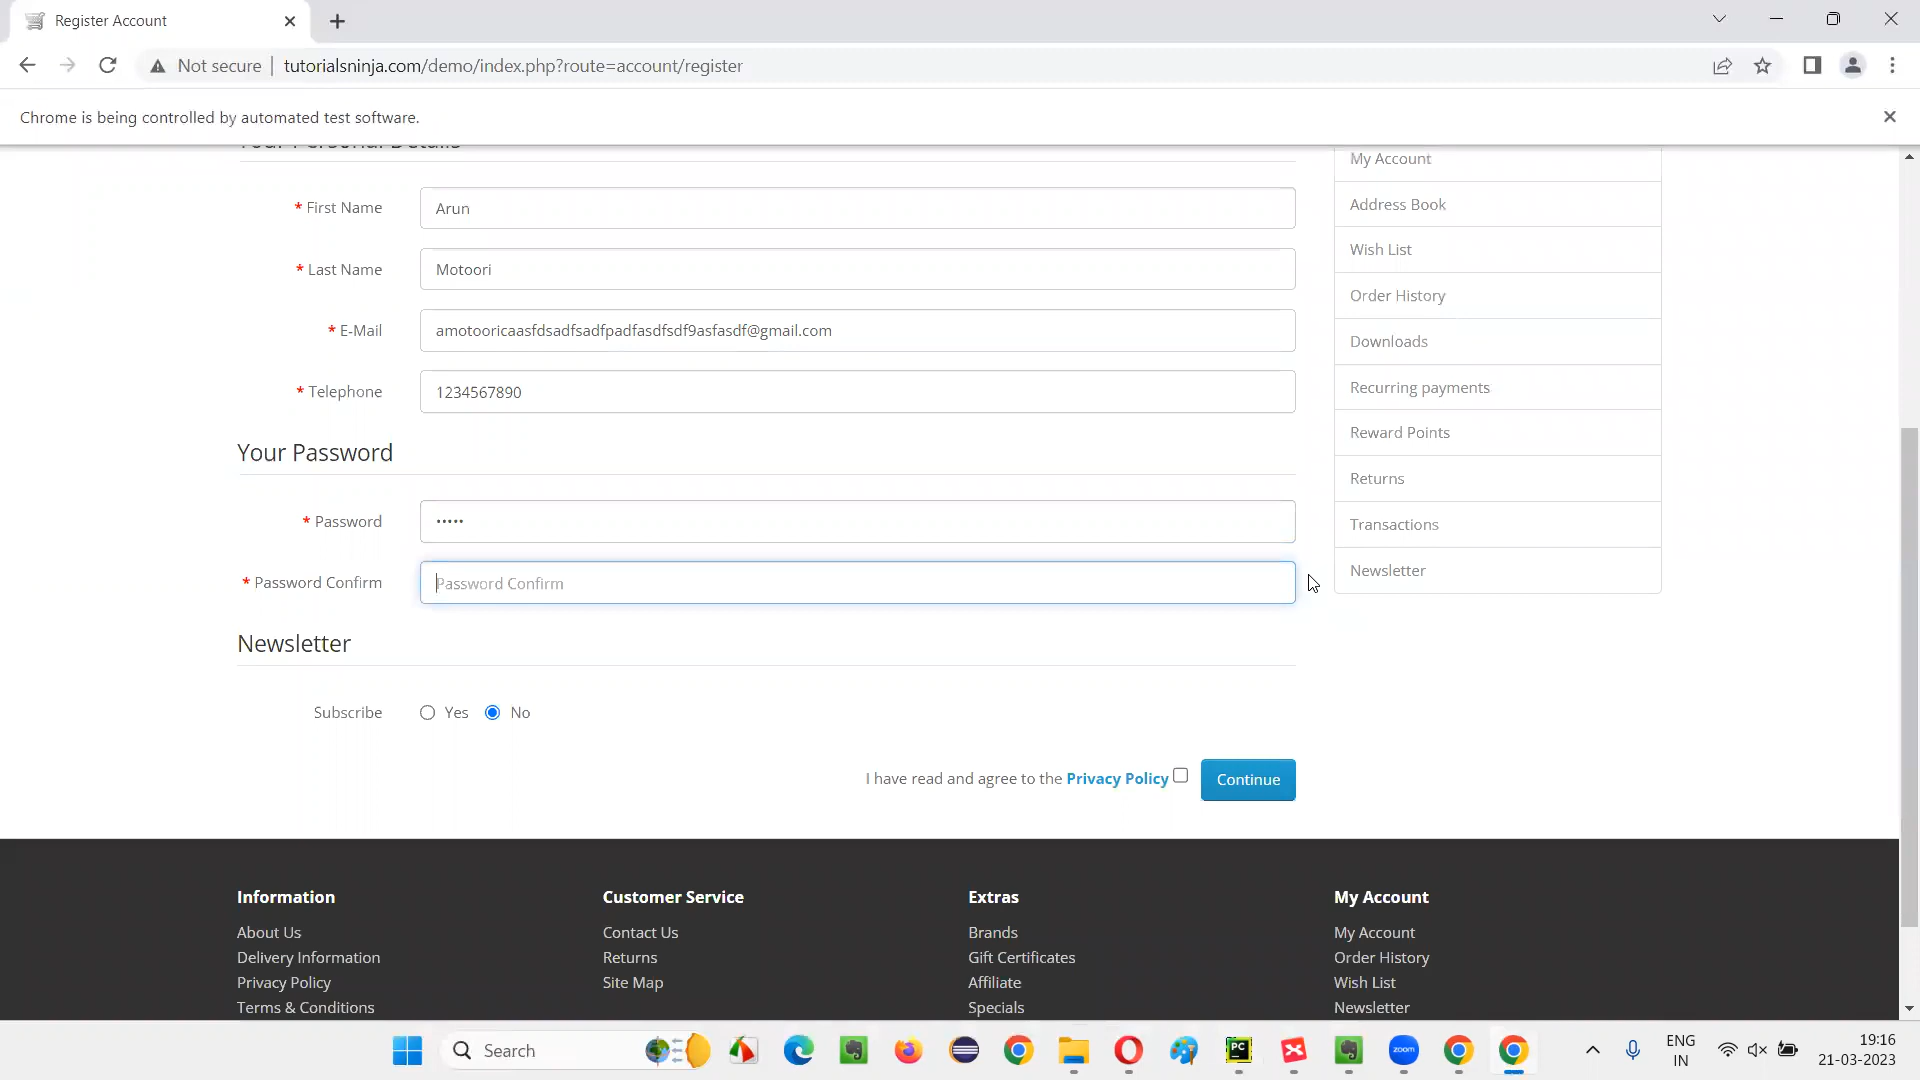 Register Account
Not secure
tutorialsninja.com/demo/index.php?route=account/register
Chrome is being controlled by automated test software.
Your Personal Details
* First Name
Arun
* Last Name
Motoori
* E-Mail
amotooricaasfdsadfsadfpadfasdfsdf9asfasdf@gmail.com
* Telephone
1234567890
Your Password
* Password
•••••
* Password Confirm
Password Confirm
Newsletter
Subscribe
Yes
No
I have read and agree to the Privacy Policy
Continue
My Account
Address Book
Wish List
Order History
Downloads
Recurring payments
Reward Points
Returns
Transactions
Newsletter
Information
About Us
Delivery Information
Privacy Policy
Terms & Conditions
Customer Service
Contact Us
Returns
Site Map
Extras
Brands
Gift Certificates
Affiliate
Specials
My Account
My Account
Order History
Wish List
Newsletter
Search
PC
zoom
ENG
IN
19:16
21-03-2023